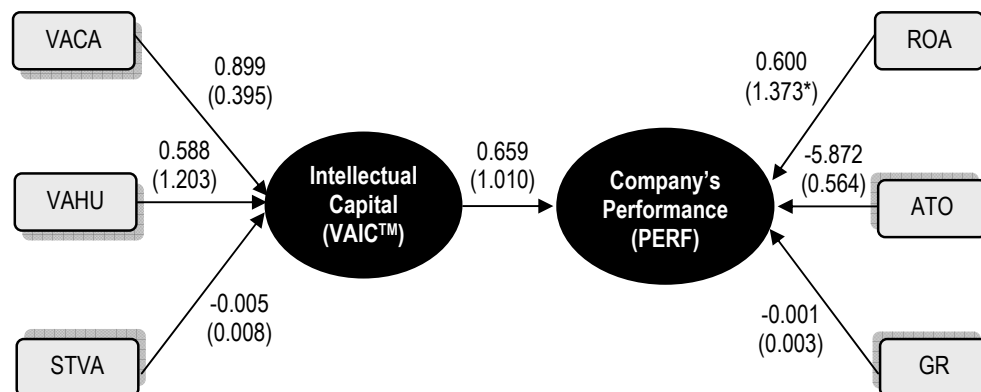 VACA
ROA
0.899
(0.395)
0.600
(1.373*)
VAHU
0.588
(1.203)
Intellectual
Capital
(VAIC™)
0.659
(1.010)
Company's
Performance
(PERF)
-5.872
(0.564)
ATO
-0.005
(0.008)
-0.001
(0.003)
STVA
GR